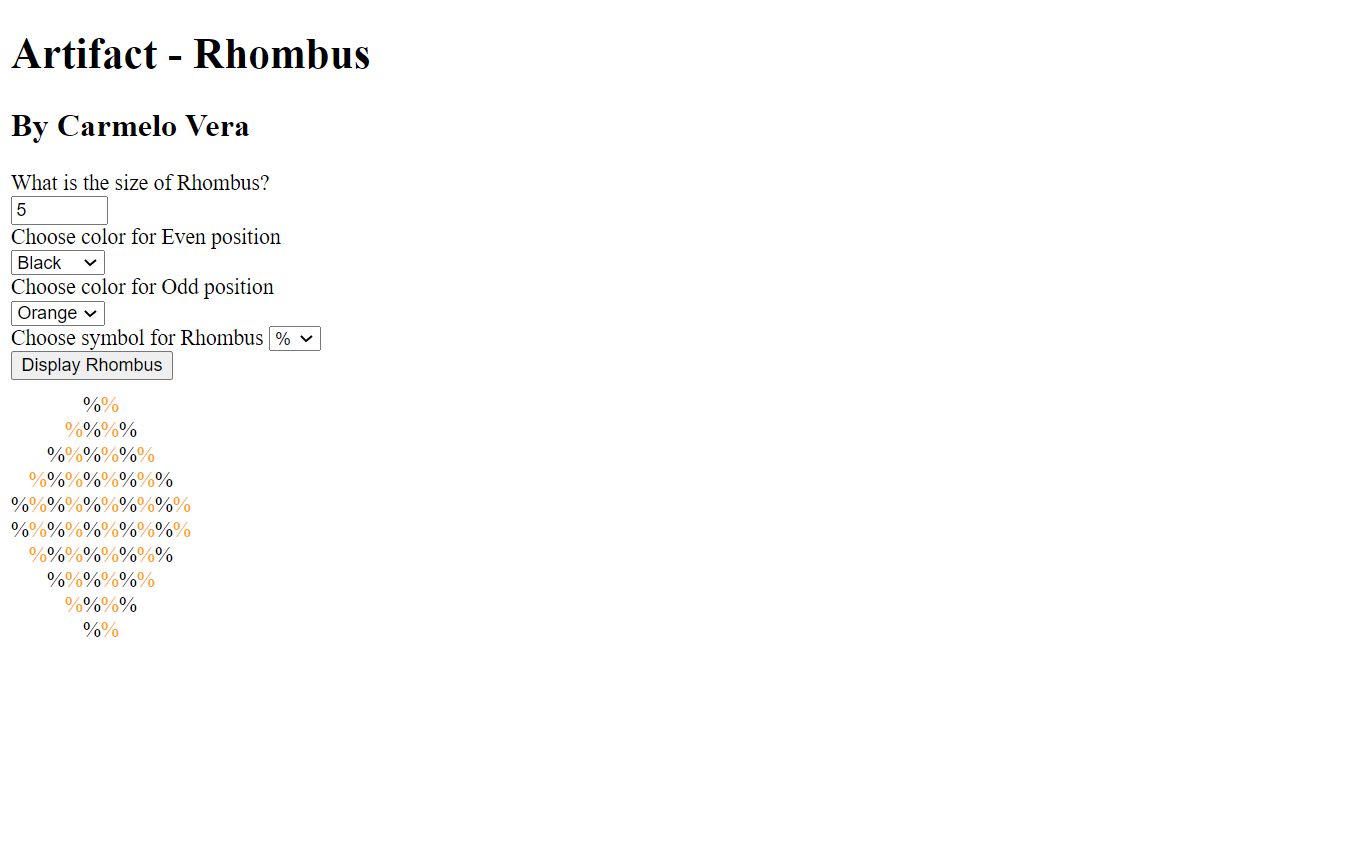 Artifact - Rhombus
By Carmelo Vera
What is the size of Rhombus?
5
Choose color for Even position
Black
Choose color for Odd position
Orange
Choose symbol for Rhombus %
Display Rhombus
%%
%%%%
%%%%%%
%%%%%%%%
%%%%%%%%%%
%%%%%%%%%%
%%%%%%%%
%%%%%%
%%%%
%%